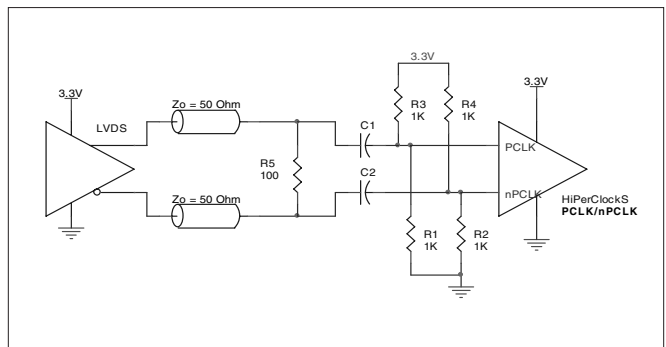 3.3V
3.3V
3.3V
Zo = 50 Ohm
LVDS
C1
R3
1K
R4
1K
PCLK
R5
100
C2
nPCLK
Zo = 50 Ohm
HiPerClockS
PCLK/nPCLK
R1
1K
R2
1K